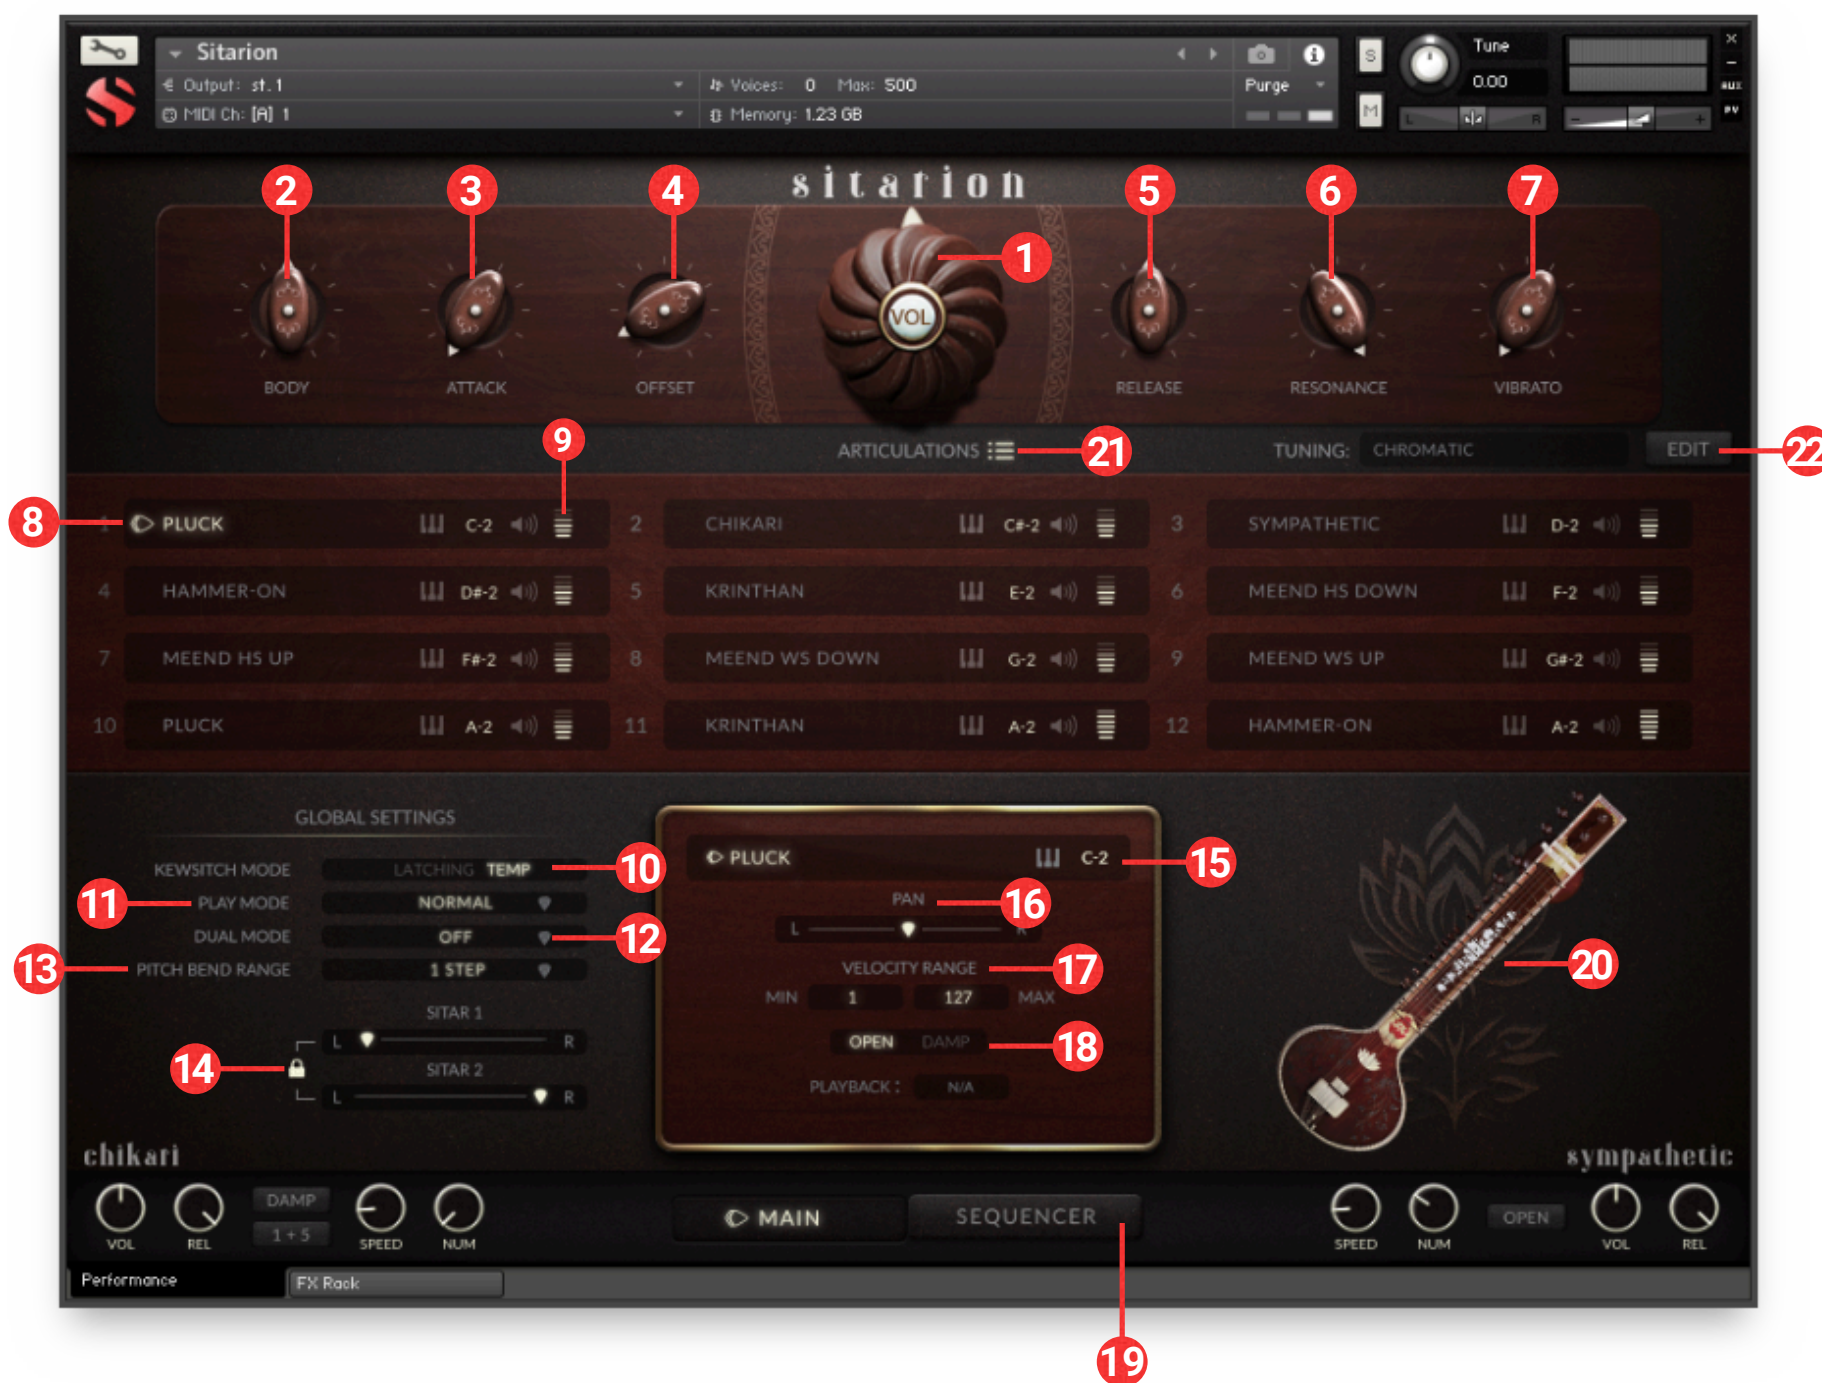 Sitarion
Output: st.1
Voices: 0 Max: 500
Purge
MIDI Ch: [A] 1
Memory: 1.23 GB
S
M
Tune
0.00
L R
- +
×
–
AUX
PV
sitarion
2 3 4 1 5 6 7
VOL
BODY ATTACK OFFSET RELEASE RESONANCE VIBRATO
9
ARTICULATIONS 21 TUNING: CHROMATIC EDIT 22
8 1 PLUCK C-2 2 CHIKARI C#-2 3 SYMPATHETIC D-2
4 HAMMER-ON D#-2 5 KRINTHAN E-2 6 MEEND HS DOWN F-2
7 MEEND HS UP F#-2 8 MEEND WS DOWN G-2 9 MEEND WS UP G#-2
10 PLUCK A-2 11 KRINTHAN A-2 12 HAMMER-ON A-2
GLOBAL SETTINGS
KEWSITCH MODE LATCHING TEMP 10
11 PLAY MODE NORMAL
DUAL MODE OFF 12
13 PITCH BEND RANGE 1 STEP
SITAR 1
L R
14
SITAR 2
L R
PLUCK C-2 15
PAN 16
L R
VELOCITY RANGE 17
MIN 1 127 MAX
OPEN DAMP 18
PLAYBACK : N/A
20
chikari
sympathetic
VOL REL DAMP 1 + 5 SPEED NUM
MAIN SEQUENCER
SPEED NUM OPEN VOL REL
Performance FX Rack
19